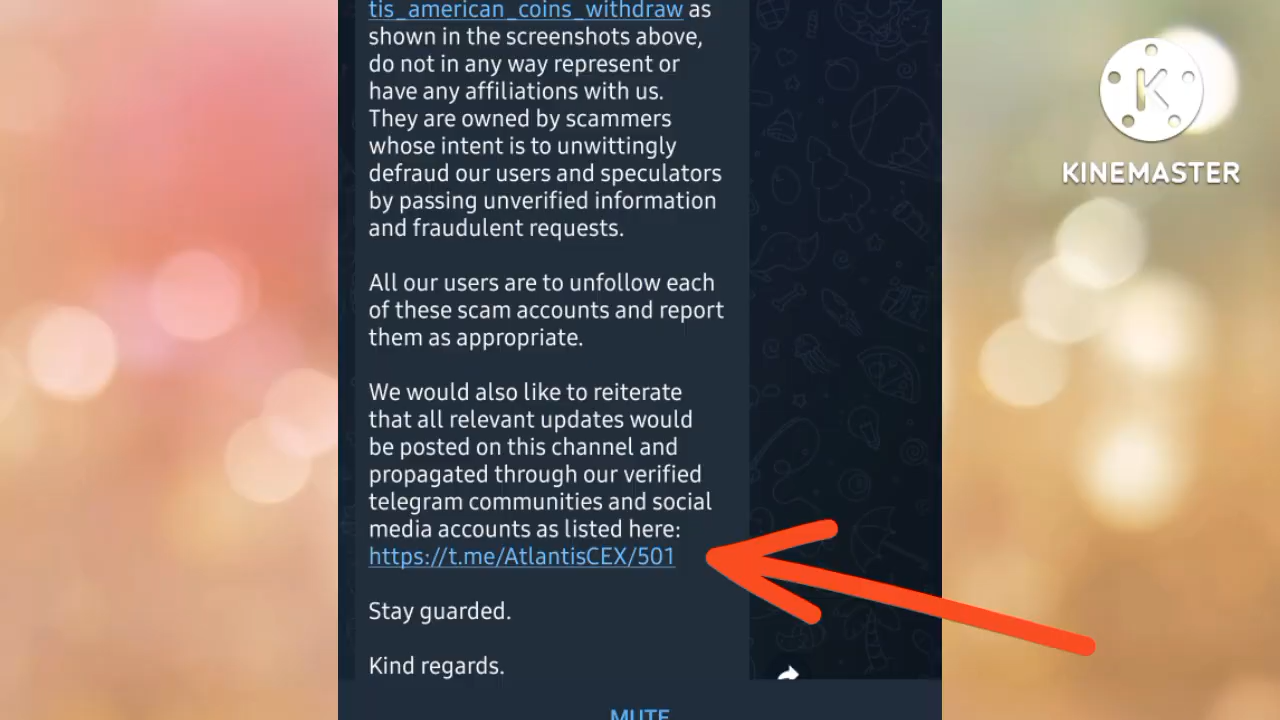 tis_american_coins_withdraw as
shown in the screenshots above,
do not in any way represent or
have any affiliations with us.
They are owned by scammers
whose intent is to unwittingly
defraud our users and speculators
by passing unverified information
and fraudulent requests.
All our users are to unfollow each
of these scam accounts and report
them as appropriate.
We would also like to reiterate
that all relevant updates would
be posted on this channel and
propagated through our verified
telegram communities and social
media accounts as listed here:
https://t.me/AtlantisCEX/501
Stay guarded.
Kind regards.
MUTE
K
KINEMASTER